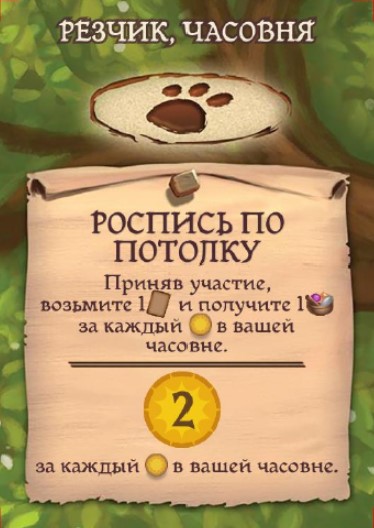 РЕЗЧИК, ЧАСОВНЯ
РОСПИСЬ ПО
ПОТОЛКУ
Приняв участие,
возьмите 1 и получите 1
за каждый в вашей
часовне.
2
за каждый в вашей часовне.